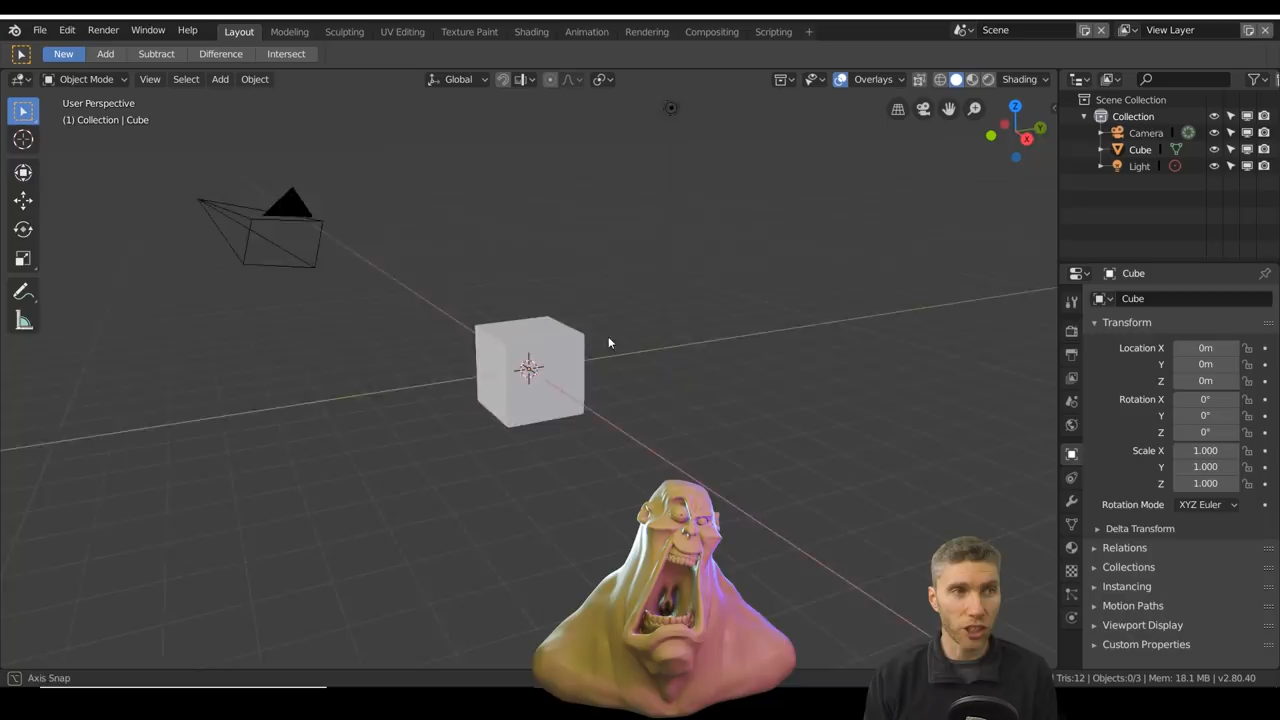 File Edit Render Window Help Layout Modeling Sculpting UV Editing Texture Paint Shading Animation Rendering Compositing Scripting + Scene View Layer
New Add Subtract Difference Intersect
Object Mode View Select Add Object Global Overlays Shading
User Perspective
(1) Collection | Cube
Z
Y
X
Scene Collection
Collection
Camera
Cube
Light
Cube
Cube
Transform
Location X 0m
Y 0m
Z 0m
Rotation X 0°
Y 0°
Z 0°
Scale X 1.000
Y 1.000
Z 1.000
Rotation Mode XYZ Euler
Delta Transform
Relations
Collections
Instancing
Motion Paths
Viewport Display
Custom Properties
Axis Snap
Tris:12 | Objects:0/3 | Mem: 18.1 MB | v2.80.40